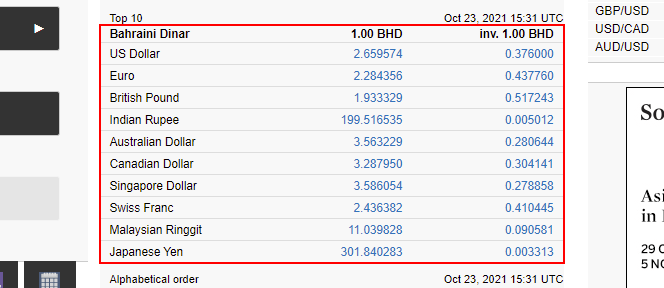 Top 10 Oct 23, 2021 15:31 UTC
Bahraini Dinar 1.00 BHD inv. 1.00 BHD
US Dollar 2.659574 0.376000
Euro 2.284356 0.437760
British Pound 1.933329 0.517243
Indian Rupee 199.516535 0.005012
Australian Dollar 3.563229 0.280644
Canadian Dollar 3.287950 0.304141
Singapore Dollar 3.586054 0.278858
Swiss Franc 2.436382 0.410445
Malaysian Ringgit 11.039828 0.090581
Japanese Yen 301.840283 0.003313
Alphabetical order Oct 23, 2021 15:31 UTC
GBP/USD
USD/CAD
AUD/USD
So
Asi
in
29
5 NO